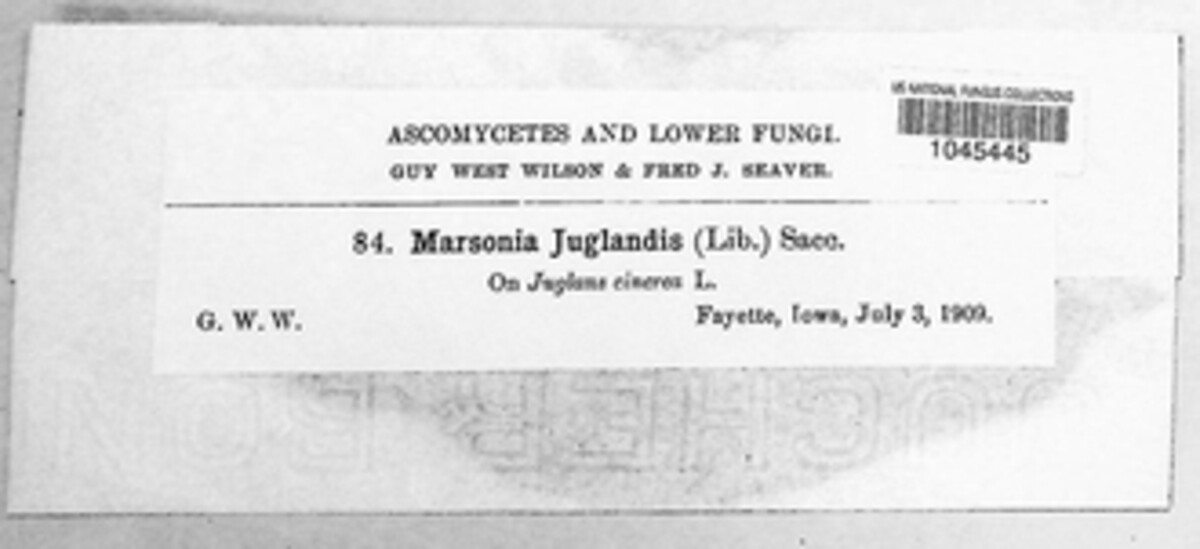 US NATIONAL FUNGUS COLLECTIONS
1045445
ASCOMYCETES AND LOWER FUNGI.
GUY WEST WILSON & FRED J. SEAVER.
84. Marsonia Juglandis (Lib.) Sacc.
On Juglans cinerea L.
G. W. W. Fayette, Iowa, July 3, 1909.